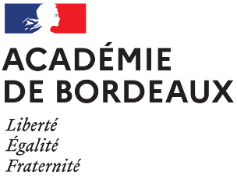 ACADÉMIE
DE BORDEAUX
Liberté
Égalité
Fraternité